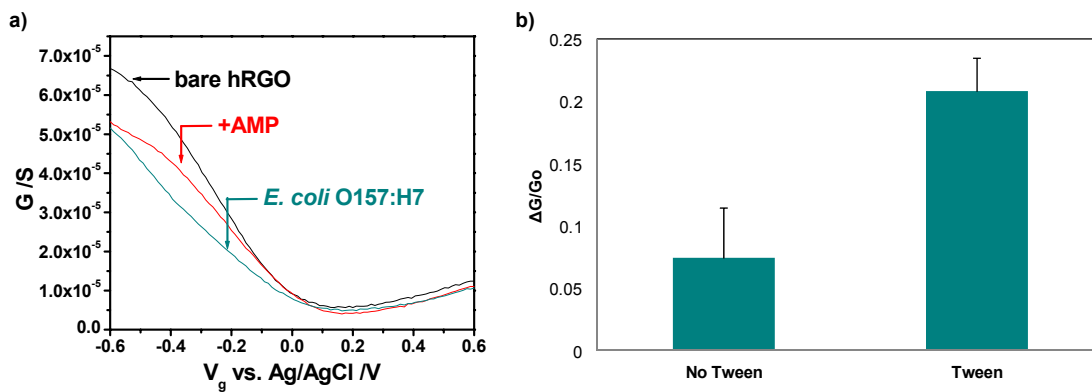 a)
7.0x10⁻⁵
6.0x10⁻⁵
5.0x10⁻⁵
4.0x10⁻⁵
3.0x10⁻⁵
2.0x10⁻⁵
1.0x10⁻⁵
0.0
G /S
bare hRGO
+AMP
E. coli O157:H7
-0.6 -0.4 -0.2 0.0 0.2 0.4 0.6
V_g vs. Ag/AgCl /V
b)
0.25
0.2
0.15
0.1
0.05
0
ΔG/Go
No Tween Tween